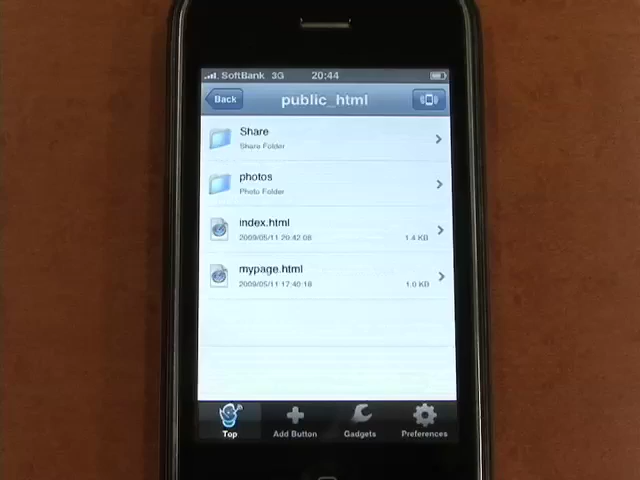 SoftBank 3G 20:44
Back public_html
Share
Share Folder
photos
Photo Folder
index.html
2009/05/11 20:42:08 1.4 KB
mypage.html
2009/05/11 17:40:18 1.0 KB
Top Add Button Gadgets Preferences